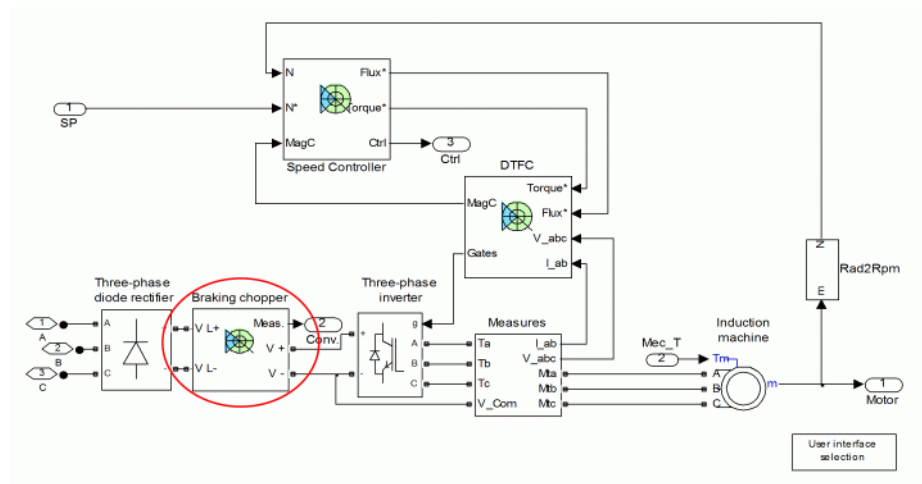 N
Flux*
N*
Torque*
MagC
Ctrl
Speed Controller
1
SP
3
Ctrl
DTFC
Torque*
MagC
Flux*
V_abc
Gates
I_ab
N
Rad2Rpm
E
Three-phase
diode rectifier
A
B
C
+
-
1
A
2
B
3
C
Braking chopper
V L+
Meas.
V +
V L-
V -
2
Conv.
Three-phase
inverter
g
+
A
B
-
C
Measures
Ta
I_ab
V_abc
Tb
Mta
Tc
Mtb
V_Com
Mtc
Mec_T
2
Induction
machine
Tm
A
B
C
m
1
Motor
User interface
selection